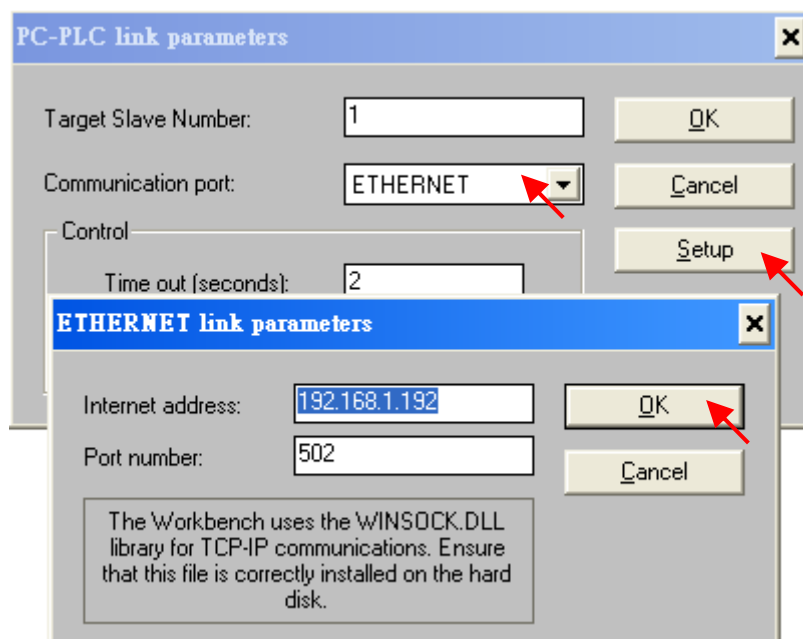 PC-PLC link parameters
Target Slave Number: 1 OK
Communication port: ETHERNET Cancel
Control Setup
Time out (seconds): 2
ETHERNET link parameters
Internet address: 192.168.1.192 OK
Port number: 502 Cancel
The Workbench uses the WINSOCK.DLL
library for TCP-IP communications. Ensure
that this file is correctly installed on the hard
disk.